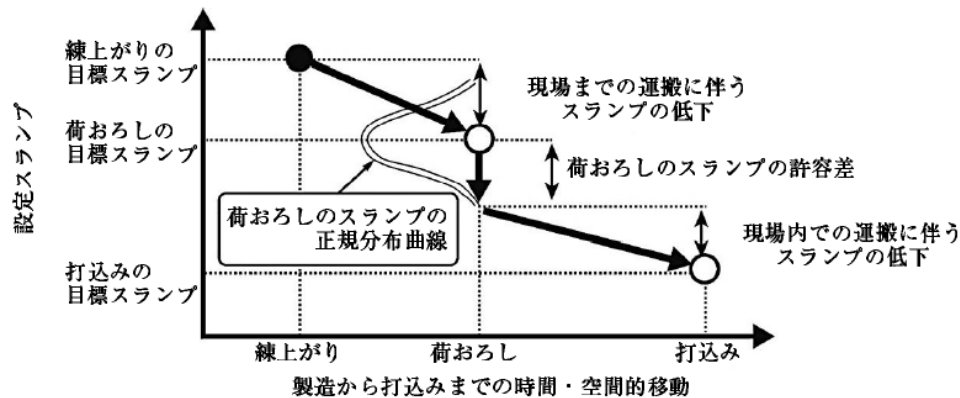 練上がりの
目標スランプ
荷おろしの
目標スランプ
打込みの
目標スランプ
設定スランプ
現場までの運搬に伴う
スランプの低下
荷おろしのスランプの許容差
荷おろしのスランプの
正規分布曲線
現場内での運搬に伴う
スランプの低下
練上がり
荷おろし
打込み
製造から打込みまでの時間・空間的移動